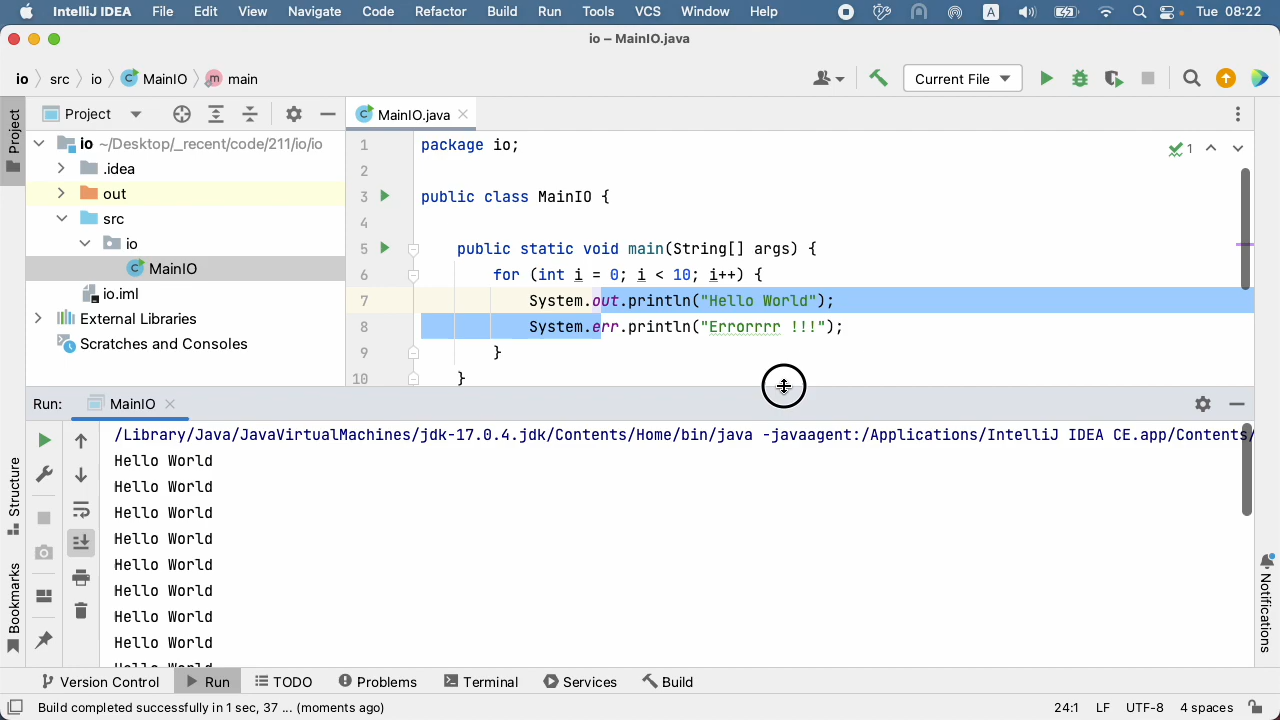 IntelliJ IDEA File Edit View Navigate Code Refactor Build Run Tools VCS Window Help A Tue 08:22
io – MainIO.java
io src io MainIO main Current File
Project Project MainIO.java
io ~/Desktop/_recent/code/211/io/io
.idea
out
src
io
MainIO
io.iml
External Libraries
Scratches and Consoles
1 package io; 1
2
3 public class MainIO {
4
5 public static void main(String[] args) {
6 for (int i = 0; i < 10; i++) {
7 System.out.println("Hello World");
8 System.err.println("Errorrrr !!!");
9 }
10 }
Run: MainIO
/Library/Java/JavaVirtualMachines/jdk-17.0.4.jdk/Contents/Home/bin/java -javaagent:/Applications/IntelliJ IDEA CE.app/Contents/
Hello World
Hello World
Hello World
Hello World
Hello World
Hello World
Hello World
Hello World
Hello World
Structure
Bookmarks
Notifications
Version Control Run TODO Problems Terminal Services Build
Build completed successfully in 1 sec, 37 ... (moments ago) 24:1 LF UTF-8 4 spaces